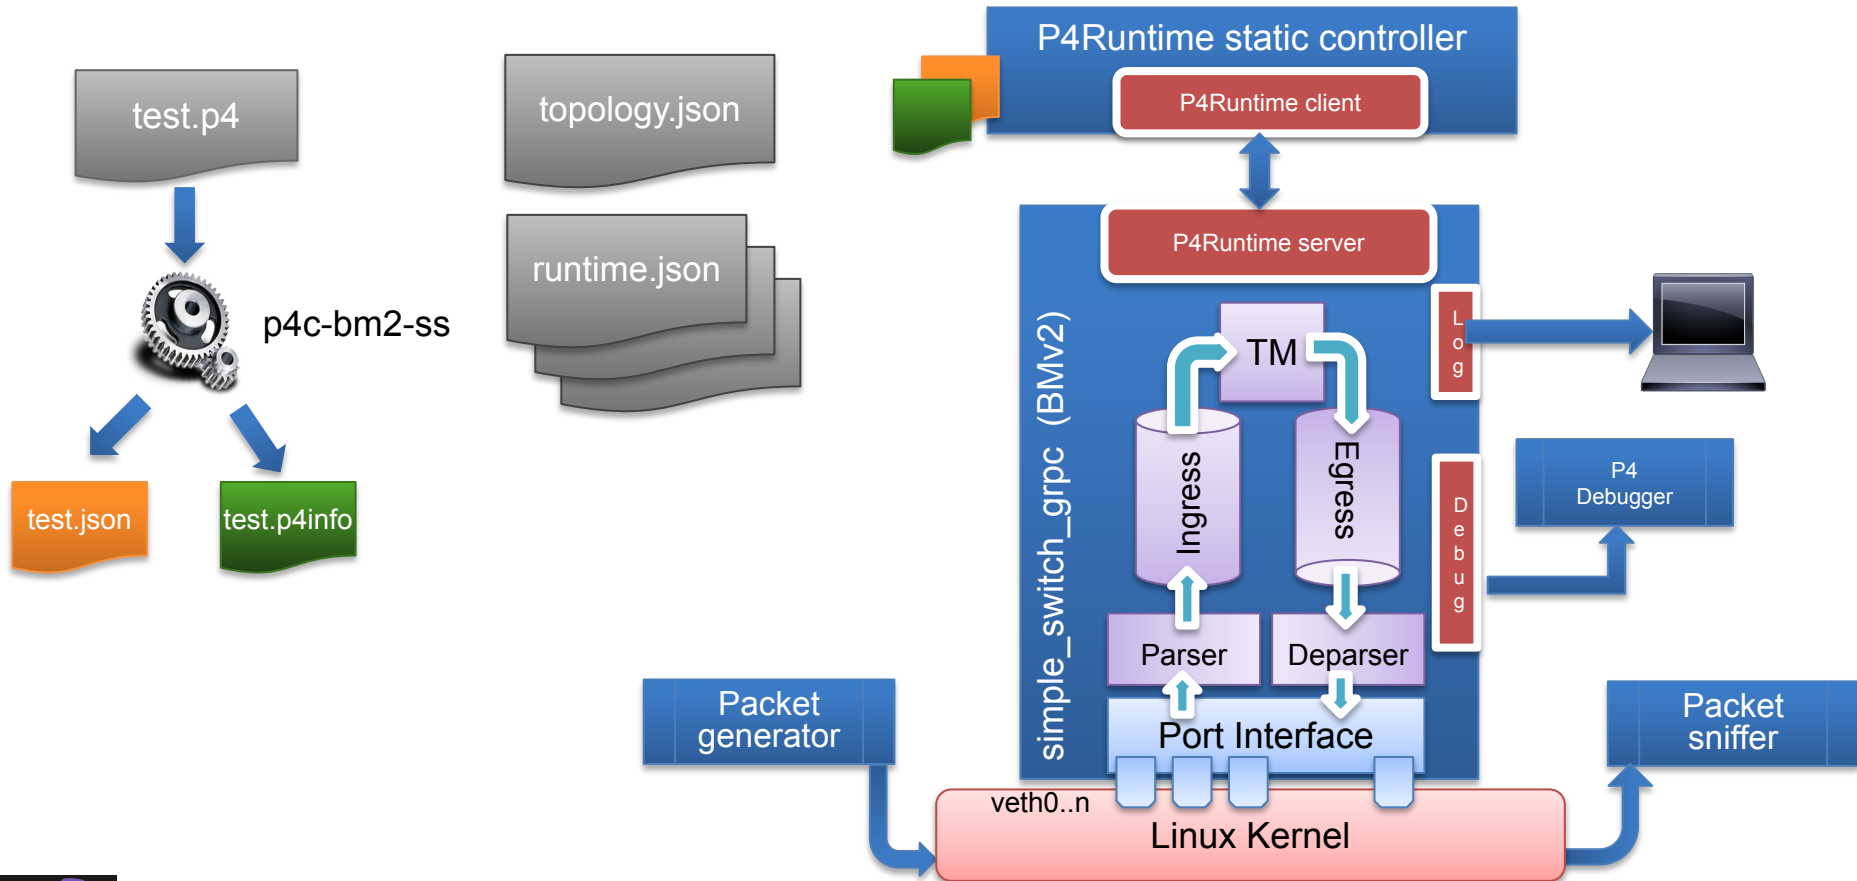 P4Runtime static controller
P4Runtime client
test.p4
topology.json
P4Runtime server
runtime.json
p4c-bm2-ss
test.json
test.p4info
simple_switch_grpc (BMv2)
TM
Ingress
Egress
Parser
Deparser
Port Interface
Log
Debug
P4
Debugger
Packet
generator
Packet
sniffer
veth0..n
Linux Kernel